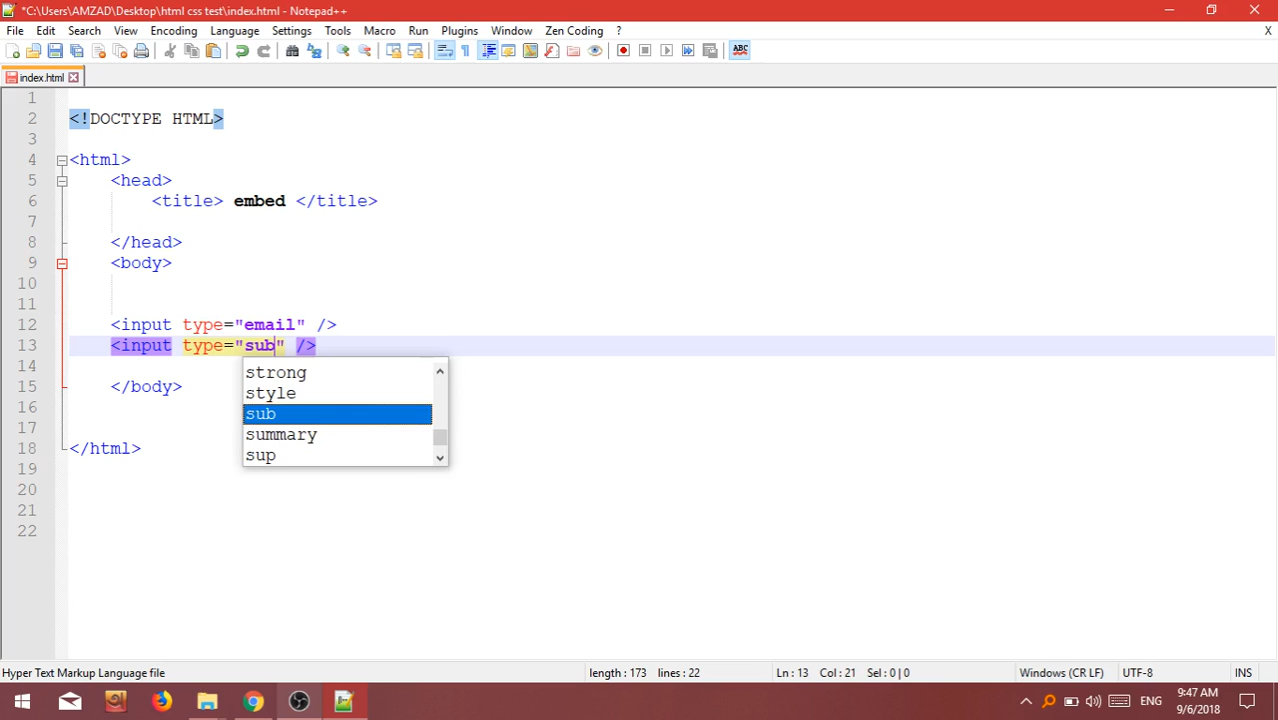 *C:\Users\AMZAD\Desktop\html css test\index.html - Notepad++
File Edit Search View Encoding Language Settings Tools Macro Run Plugins Window Zen Coding ? X
ABC
index.html
1
2 <!DOCTYPE HTML>
3
4 <html>
5 <head>
6 <title> embed </title>
7
8 </head>
9 <body>
10
11
12 <input type="email" />
13 <input type="sub" />
14
15 </body>
16
17
18 </html>
19
20
21
22
strong
style
sub
summary
sup
Hyper Text Markup Language file length : 173 lines : 22 Ln : 13 Col : 21 Sel : 0 | 0 Windows (CR LF) UTF-8 INS
ENG 9:47 AM
9/6/2018